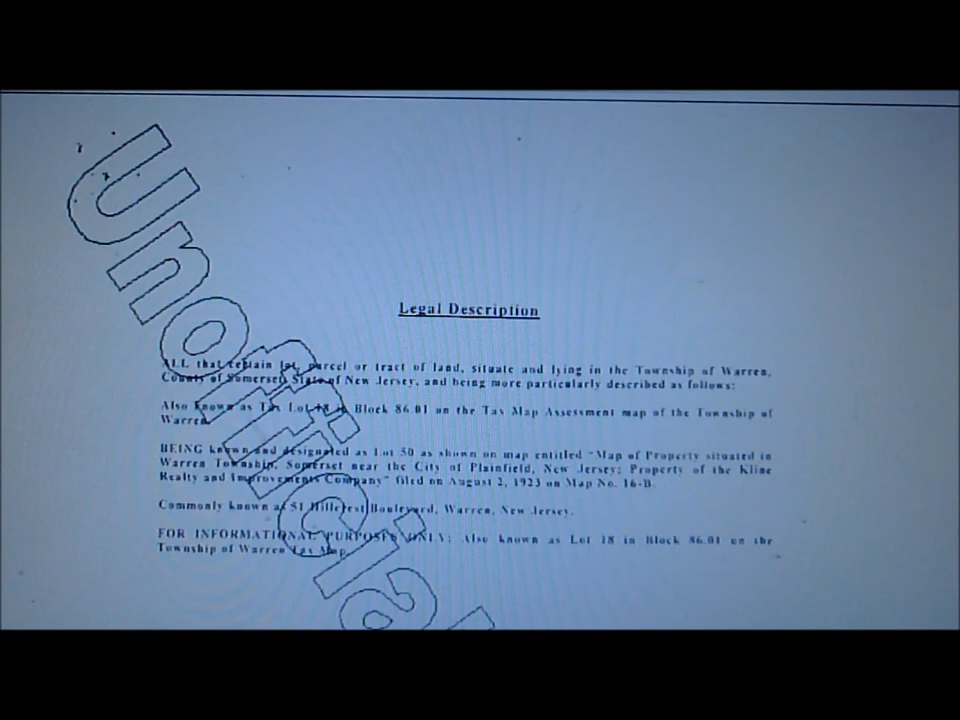 Unofficial
Legal Description
ALL that certain lot, parcel or tract of land, situate and lying in the Township of Warren,
County of Somerset, State of New Jersey, and being more particularly described as follows:
Also known as Tax Lot 18 in Block 86.01 on the Tax Map Assessment map of the Township of
Warren.
BEING known and designated as Lot 50 as shown on map entitled "Map of Property situated in
Warren Township, Somerset near the City of Plainfield, New Jersey; Property of the Kline
Realty and Improvements Company" filed on August 2, 1923 on Map No. 16-B.
Commonly known as 51 Hillcrest Boulevard, Warren, New Jersey.
FOR INFORMATIONAL PURPOSES ONLY: Also known as Lot 18 in Block 86.01 on the
Township of Warren Tax Map.